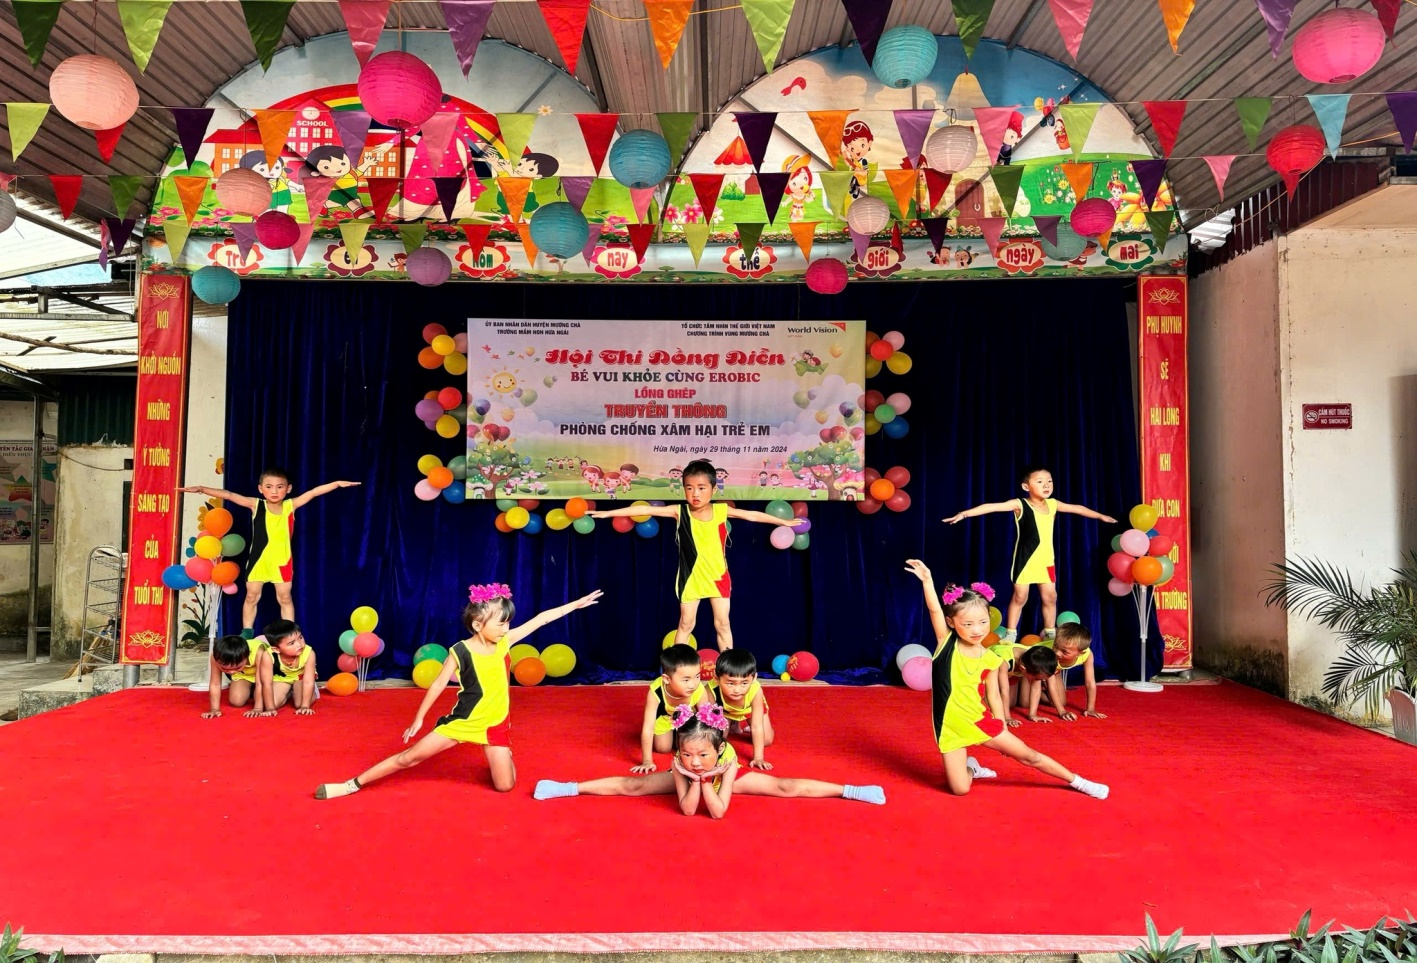 SCHOOL
nay
thế
giới
ngày
mai
ỦY BAN NHÂN DÂN HUYỆN MƯỜNG CHÀ
TRƯỜNG MẦM NON HỪA NGÀI
TỔ CHỨC TẦM NHÌN THẾ GIỚI VIỆT NAM
CHƯƠNG TRÌNH VÙNG MƯỜNG CHÀ
World Vision
Hội Thi Đồng Diễn
BÉ VUI KHỎE CÙNG EROBIC
LỒNG GHÉP
TRUYỀN THÔNG
PHÒNG CHỐNG XÂM HẠI TRẺ EM
Hừa Ngài, ngày 29 tháng 11 năm 2024
NƠI
KHỞI NGUỒN
NHỮNG
Ý TƯỞNG
SÁNG TẠO
CỦA
TUỔI THƠ
PHỤ HUYNH
SẼ
HÀI LÒNG
KHI
ĐƯA CON
TRƯỜNG
CẤM HÚT THUỐC
NO SMOKING